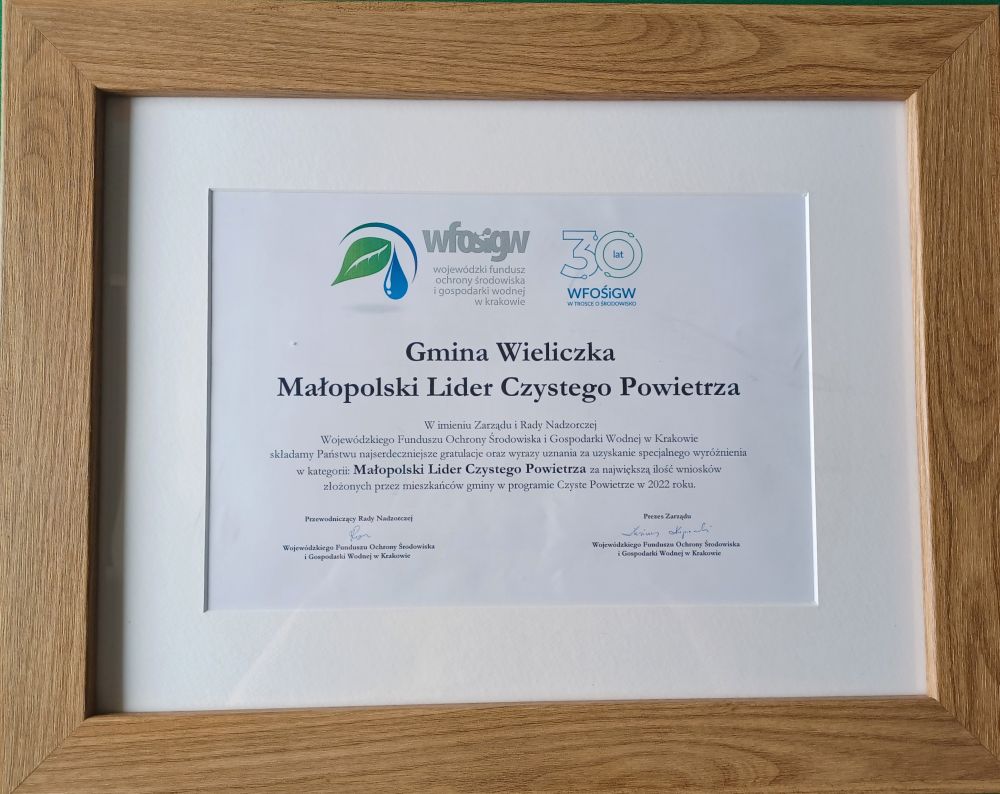 wfośigw
wojewódzki fundusz
ochrony środowiska
i gospodarki wodnej
w krakowie
30 lat
WFOŚiGW
W TROSCE O ŚRODOWISKO
Gmina Wieliczka
Małopolski Lider Czystego Powietrza
W imieniu Zarządu i Rady Nadzorczej
Wojewódzkiego Funduszu Ochrony Środowiska i Gospodarki Wodnej w Krakowie
składamy Państwu najserdeczniejsze gratulacje oraz wyrazy uznania za uzyskanie specjalnego wyróżnienia
w kategorii: Małopolski Lider Czystego Powietrza za największą ilość wniosków
złożonych przez mieszkańców gminy w programie Czyste Powietrze w 2022 roku.
Przewodniczący Rady Nadzorczej
Wojewódzkiego Funduszu Ochrony Środowiska
i Gospodarki Wodnej w Krakowie
Prezes Zarządu
Wojewódzkiego Funduszu Ochrony Środowiska
i Gospodarki Wodnej w Krakowie